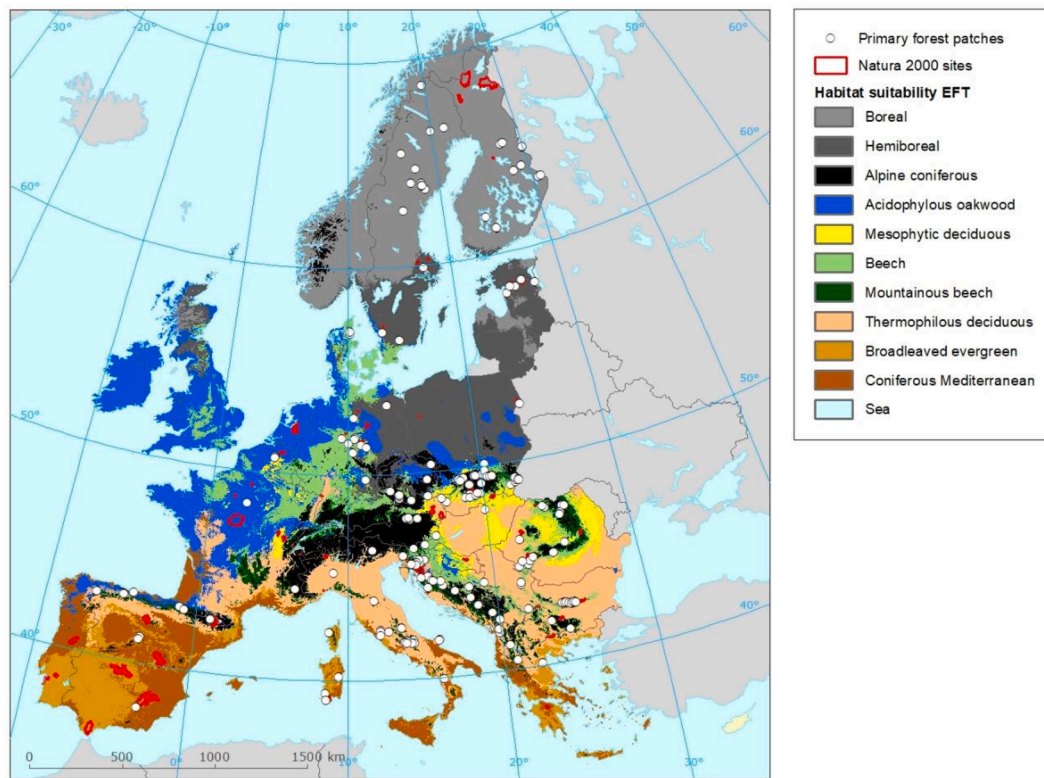 -30° -20° -10° 0° 10° 20° 30° 40° 50° 60°
60°
60°
50°
50°
40°
40°
0 500 1000 1500 km
0° 10° 20° 30°
Primary forest patches
Natura 2000 sites
Habitat suitability EFT
Boreal
Hemiboreal
Alpine coniferous
Acidophylous oakwood
Mesophytic deciduous
Beech
Mountainous beech
Thermophilous deciduous
Broadleaved evergreen
Coniferous Mediterranean
Sea